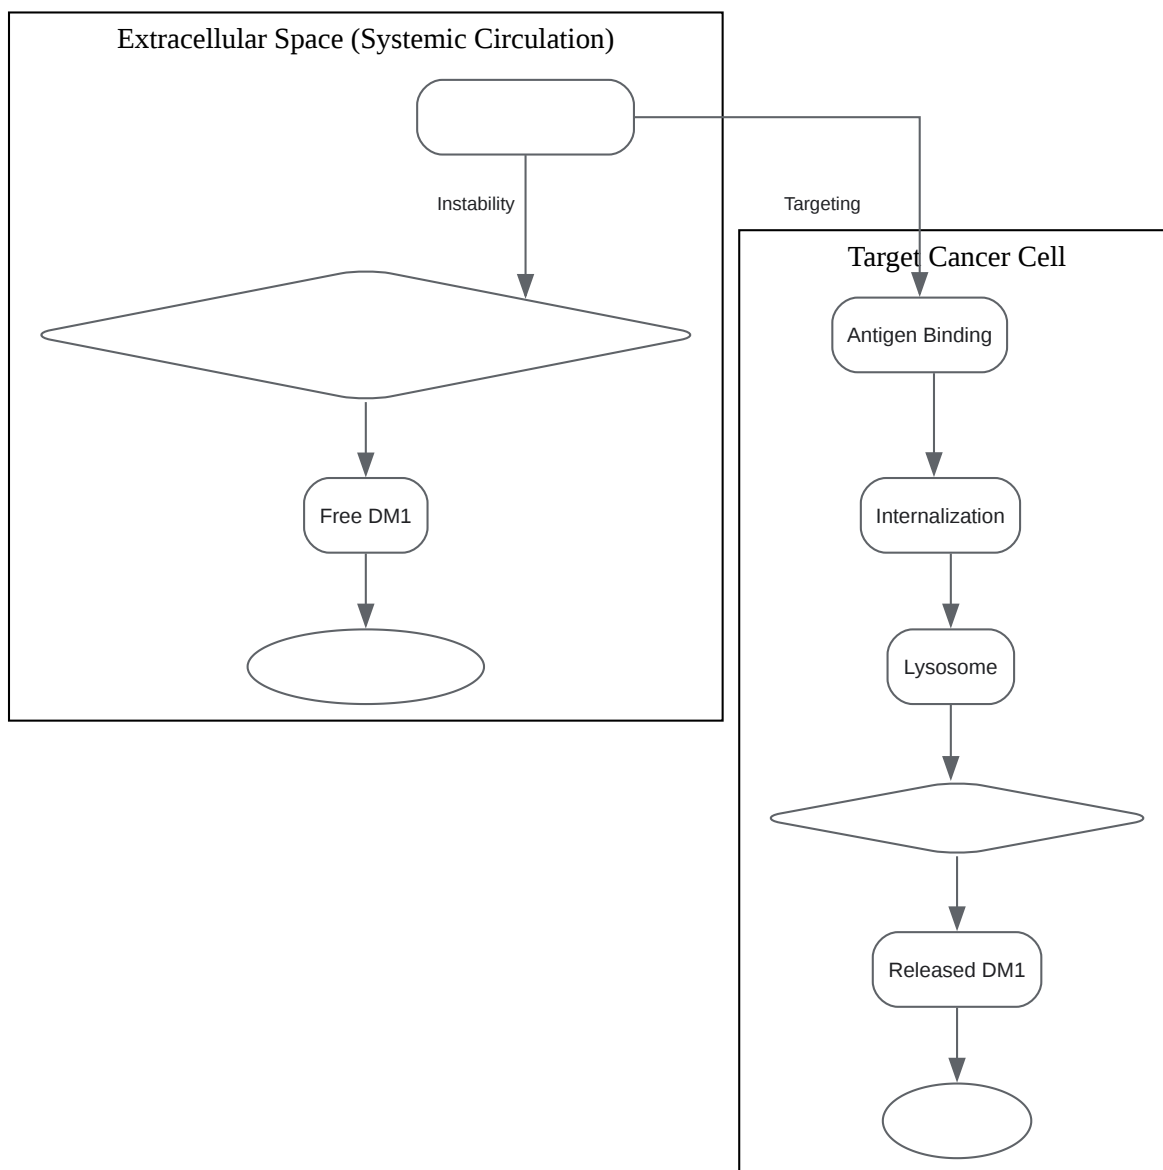 Extracellular Space (Systemic Circulation)
Instability
Targeting
Target Cancer Cell
Antigen Binding
Free DM1
Internalization
Lysosome
Released DM1